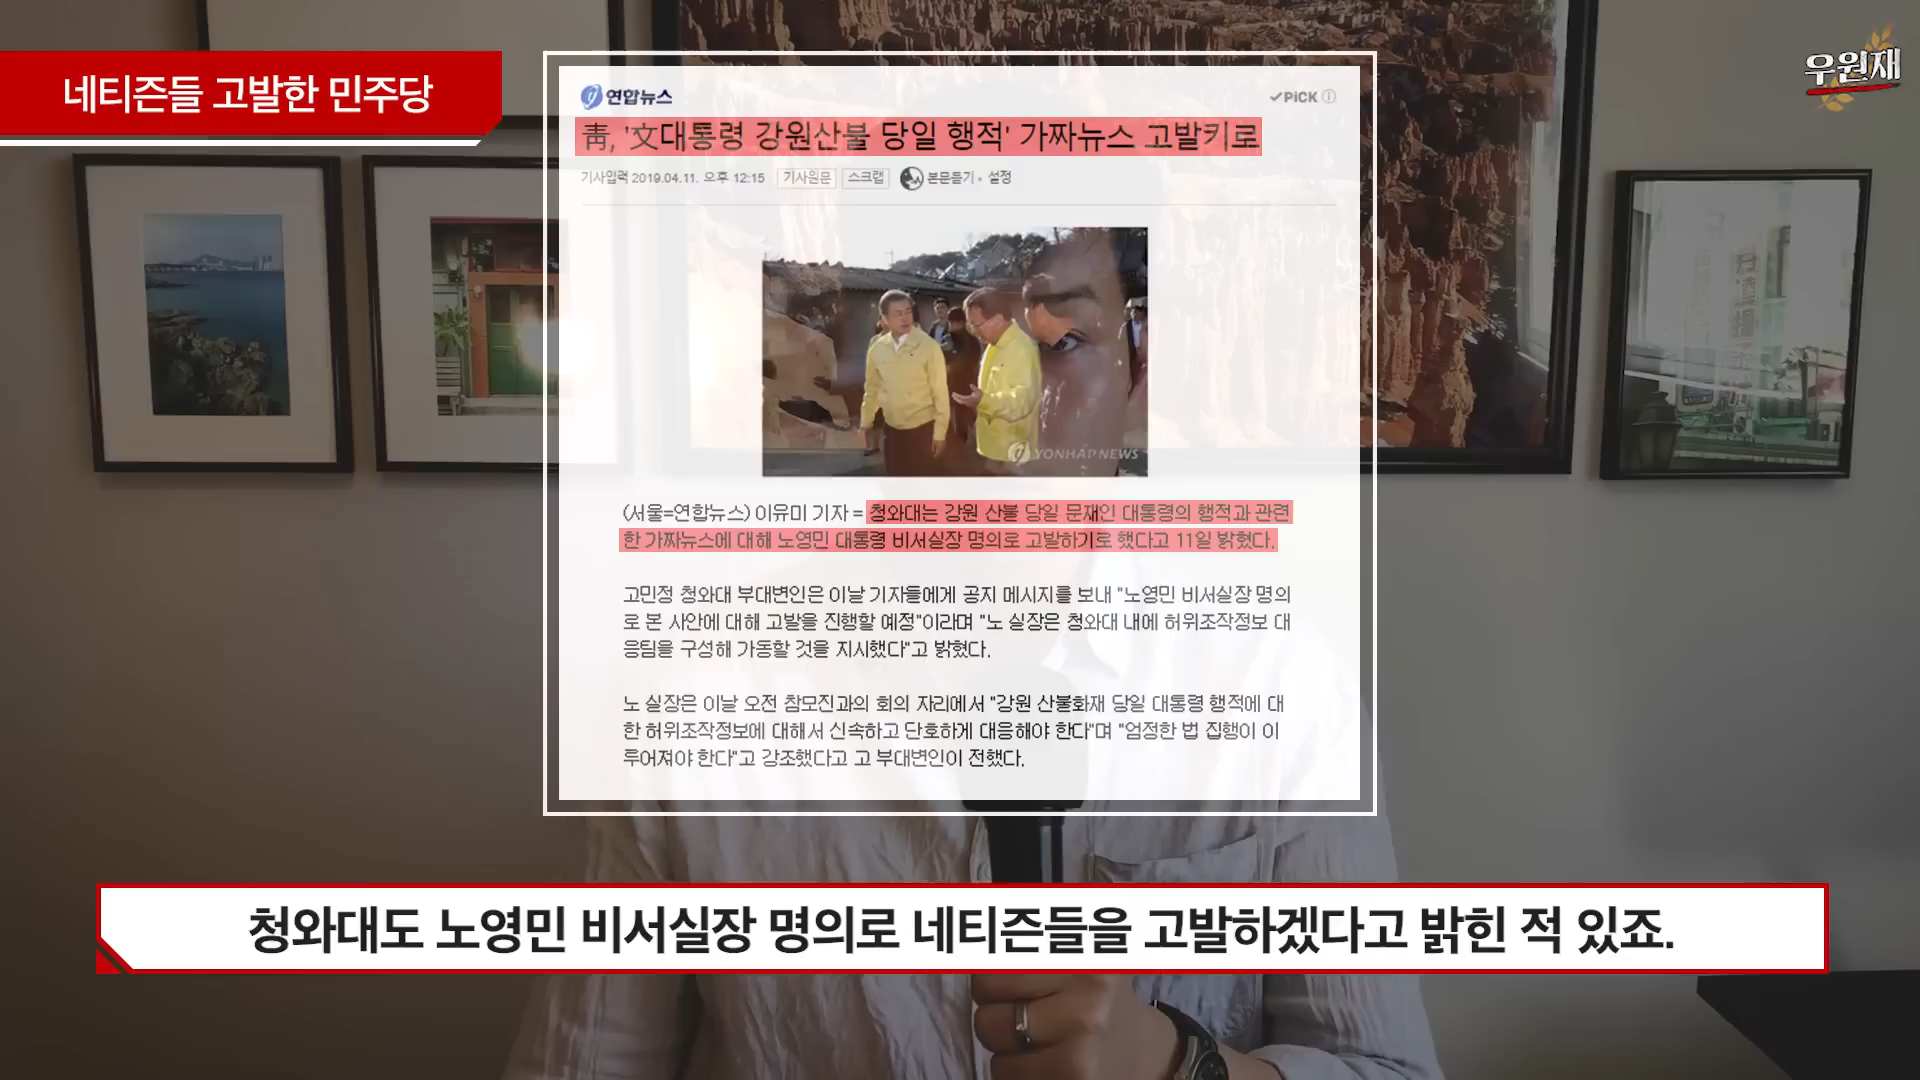 네티즌들 고발한 민주당
우원재
연합뉴스
PiCK
靑, '文대통령 강원산불 당일 행적' 가짜뉴스 고발키로
기사입력 2019.04.11. 오후 12:15 기사원문 스크랩 본문듣기 · 설정
YONHAP NEWS
(서울=연합뉴스) 이유미 기자 = 청와대는 강원 산불 당일 문재인 대통령의 행적과 관련
한 가짜뉴스에 대해 노영민 대통령 비서실장 명의로 고발하기로 했다고 11일 밝혔다.
고민정 청와대 부대변인은 이날 기자들에게 공지 메시지를 보내 "노영민 비서실장 명의
로 본 사안에 대해 고발을 진행할 예정"이라며 "노 실장은 청와대 내에 허위조작정보 대
응팀을 구성해 가동할 것을 지시했다"고 밝혔다.
노 실장은 이날 오전 참모진과의 회의 자리에서 "강원 산불화재 당일 대통령 행적에 대
한 허위조작정보에 대해서 신속하고 단호하게 대응해야 한다"며 "엄정한 법 집행이 이
루어져야 한다"고 강조했다고 고 부대변인이 전했다.
청와대도 노영민 비서실장 명의로 네티즌들을 고발하겠다고 밝힌 적 있죠.